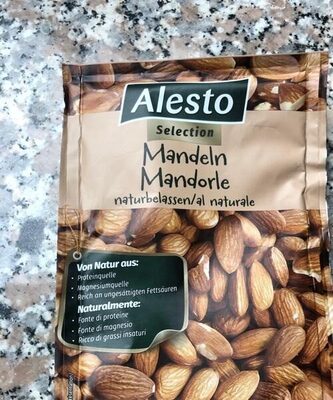 Alesto
Selection
Mandeln
Mandorle
naturbelassen/al naturale
Von Natur aus:
• Proteinquelle
• Magnesiumquelle
• Reich an ungesättigten Fettsäuren
Naturalmente:
• Fonte di proteine
• Fonte di magnesio
• Ricco di grassi insaturi